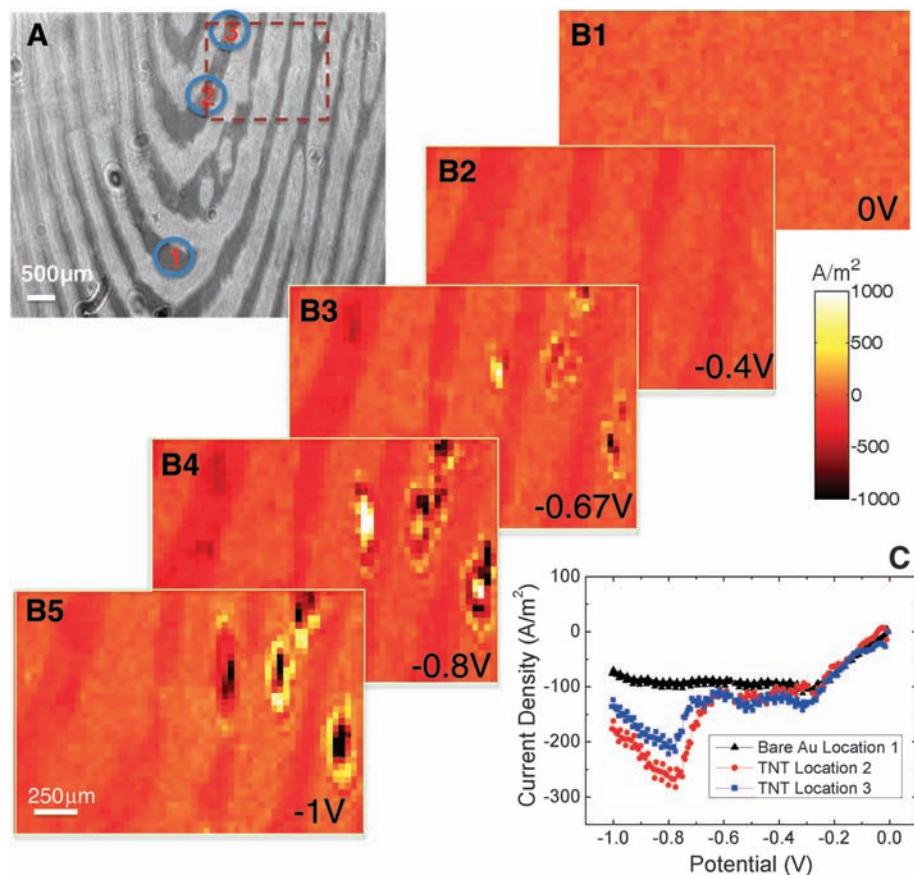 A
3
2
1
500µm
B1
0V
B2
-0.4V
A/m²
1000
500
0
-500
-1000
B3
-0.67V
B4
-0.8V
B5
250µm
-1V
C
Current Density (A/m²)
100
0
-100
-200
-300
Bare Au Location 1
TNT Location 2
TNT Location 3
-1.0
-0.8
-0.6
-0.4
-0.2
0.0
Potential (V)